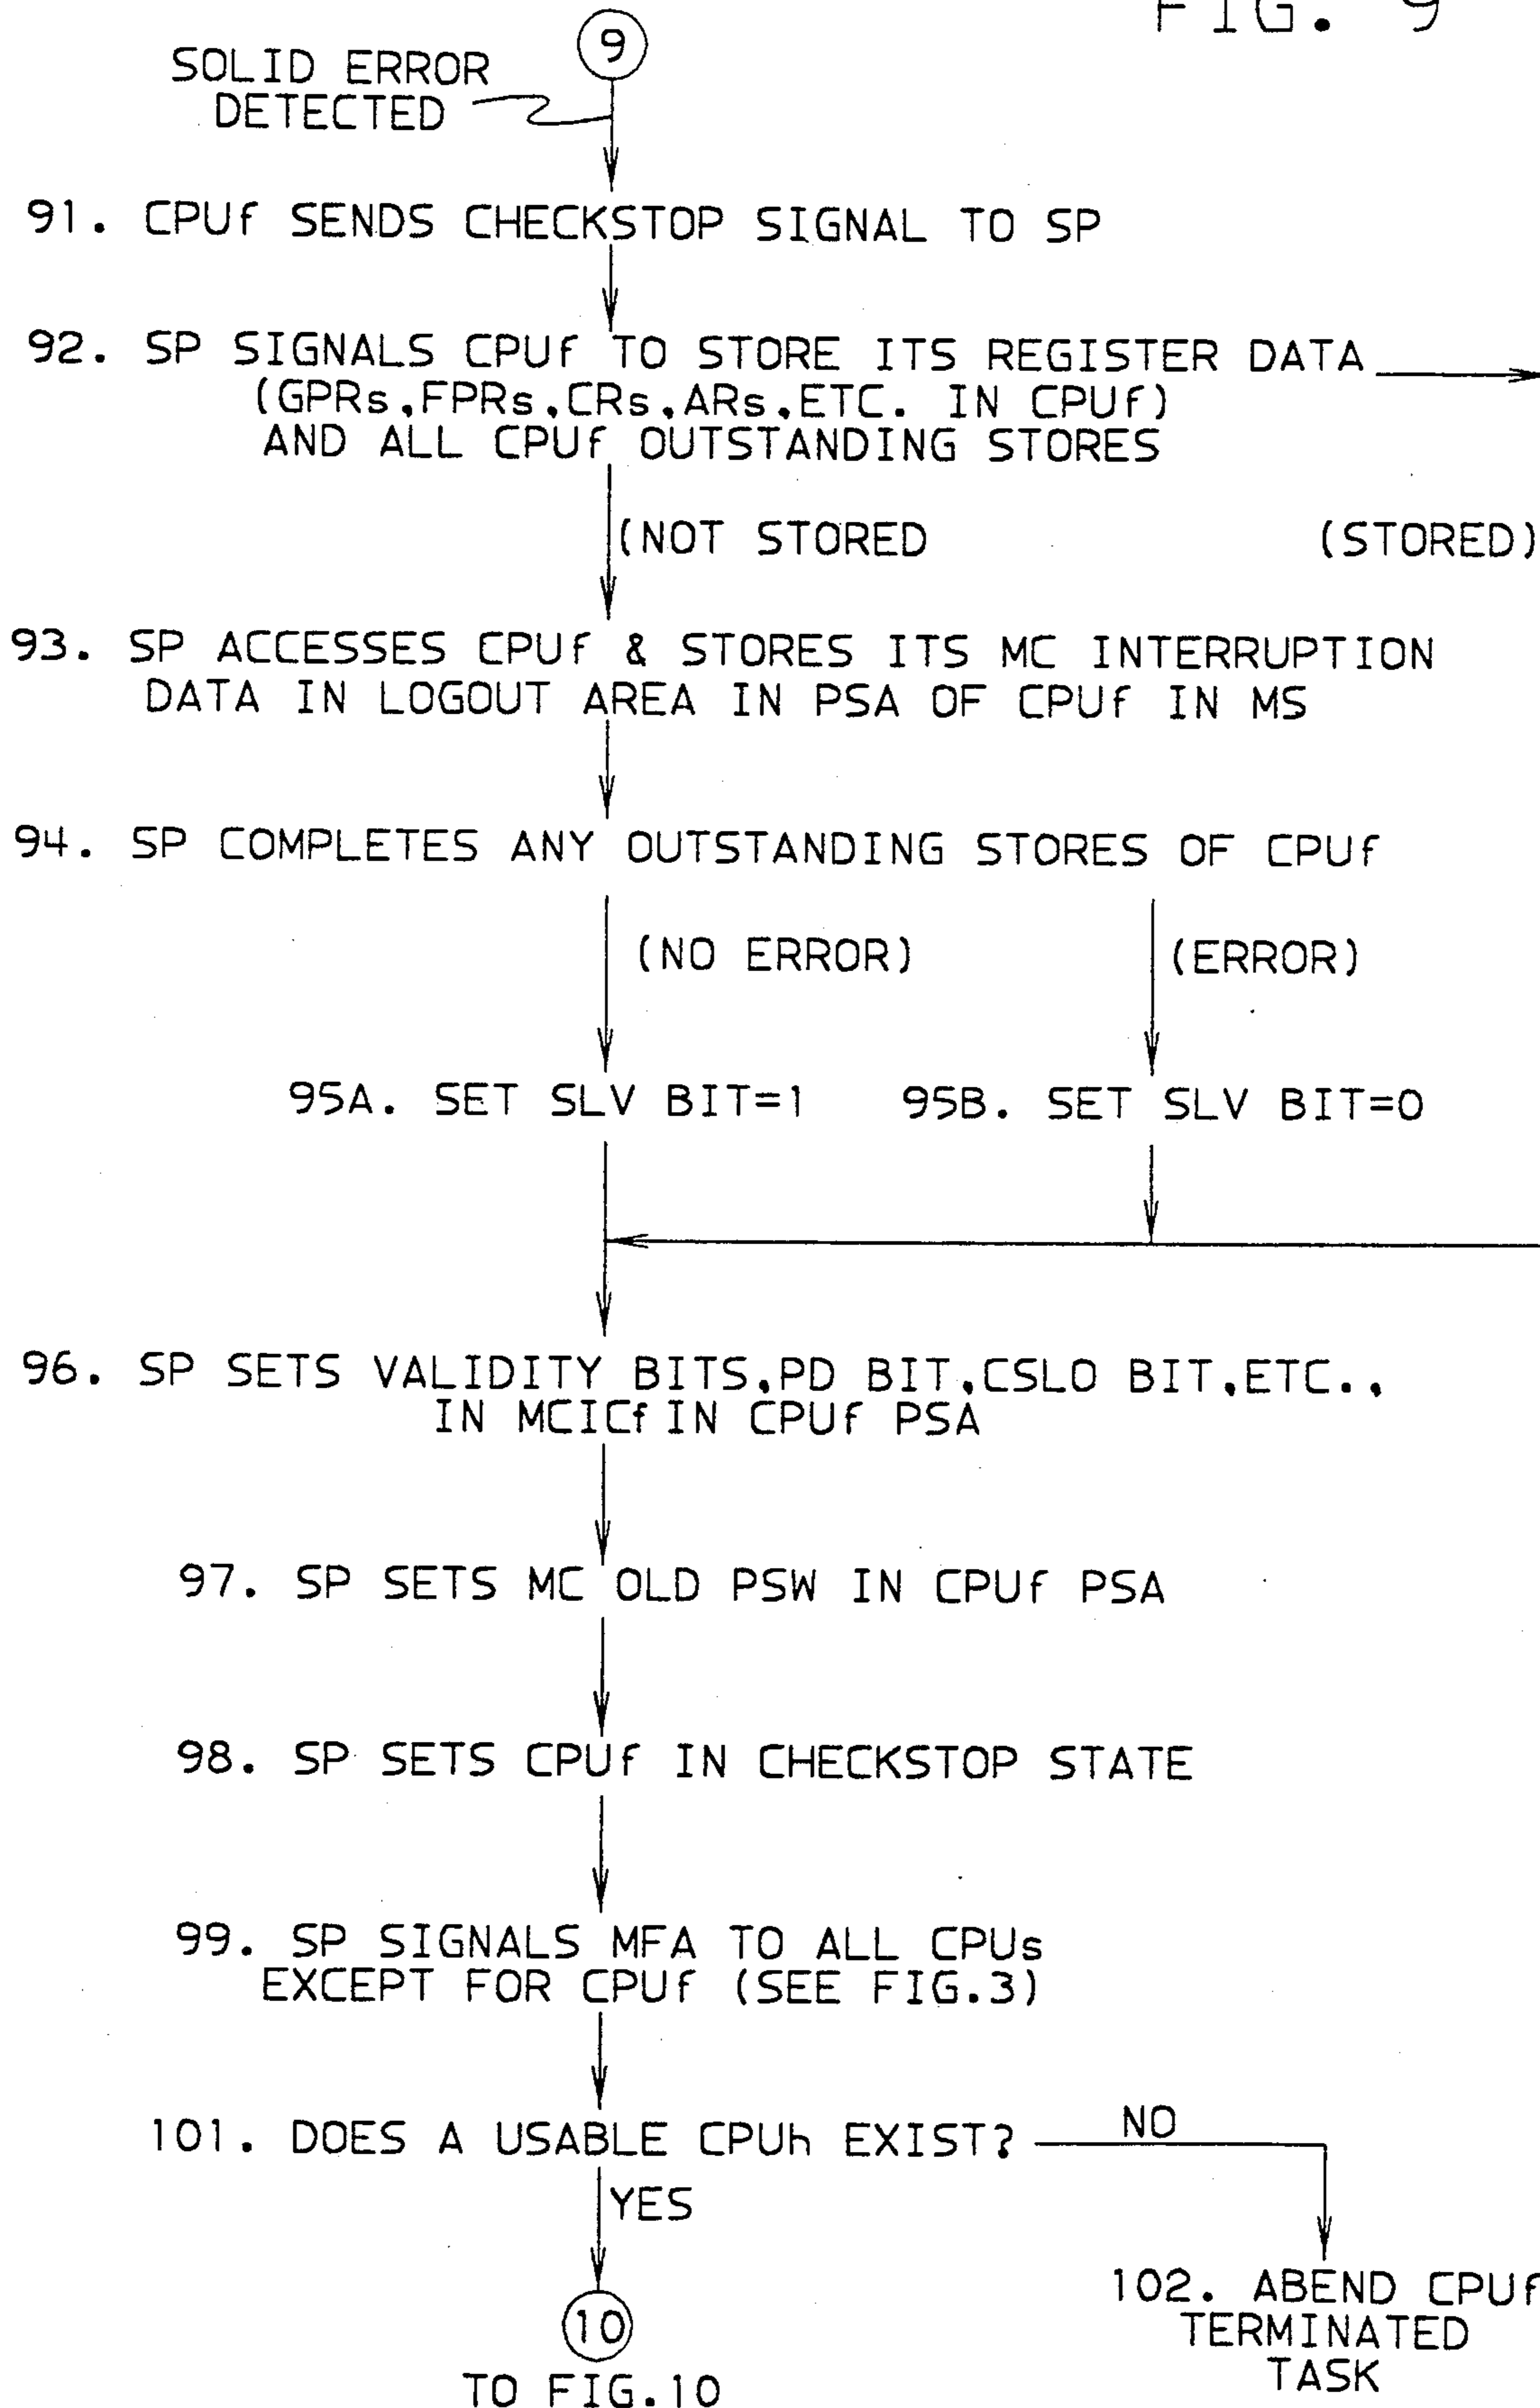 FIG. 9
9
SOLID ERROR
DETECTED
91. CPUf SENDS CHECKSTOP SIGNAL TO SP
92. SP SIGNALS CPUf TO STORE ITS REGISTER DATA
(GPRs,FPRs,CRs,ARs,ETC. IN CPUf)
AND ALL CPUf OUTSTANDING STORES
(NOT STORED
(STORED)
93. SP ACCESSES CPUf & STORES ITS MC INTERRUPTION
DATA IN LOGOUT AREA IN PSA OF CPUf IN MS
94. SP COMPLETES ANY OUTSTANDING STORES OF CPUf
(NO ERROR)
(ERROR)
95A. SET SLV BIT=1
95B. SET SLV BIT=0
96. SP SETS VALIDITY BITS,PD BIT,CSLO BIT,ETC.,
IN MCICf IN CPUf PSA
97. SP SETS MC OLD PSW IN CPUf PSA
98. SP SETS CPUf IN CHECKSTOP STATE
99. SP SIGNALS MFA TO ALL CPUs
EXCEPT FOR CPUf (SEE FIG.3)
101. DOES A USABLE CPUh EXIST?
NO
YES
102. ABEND CPUf
TERMINATED
TASK
10
TO FIG.10